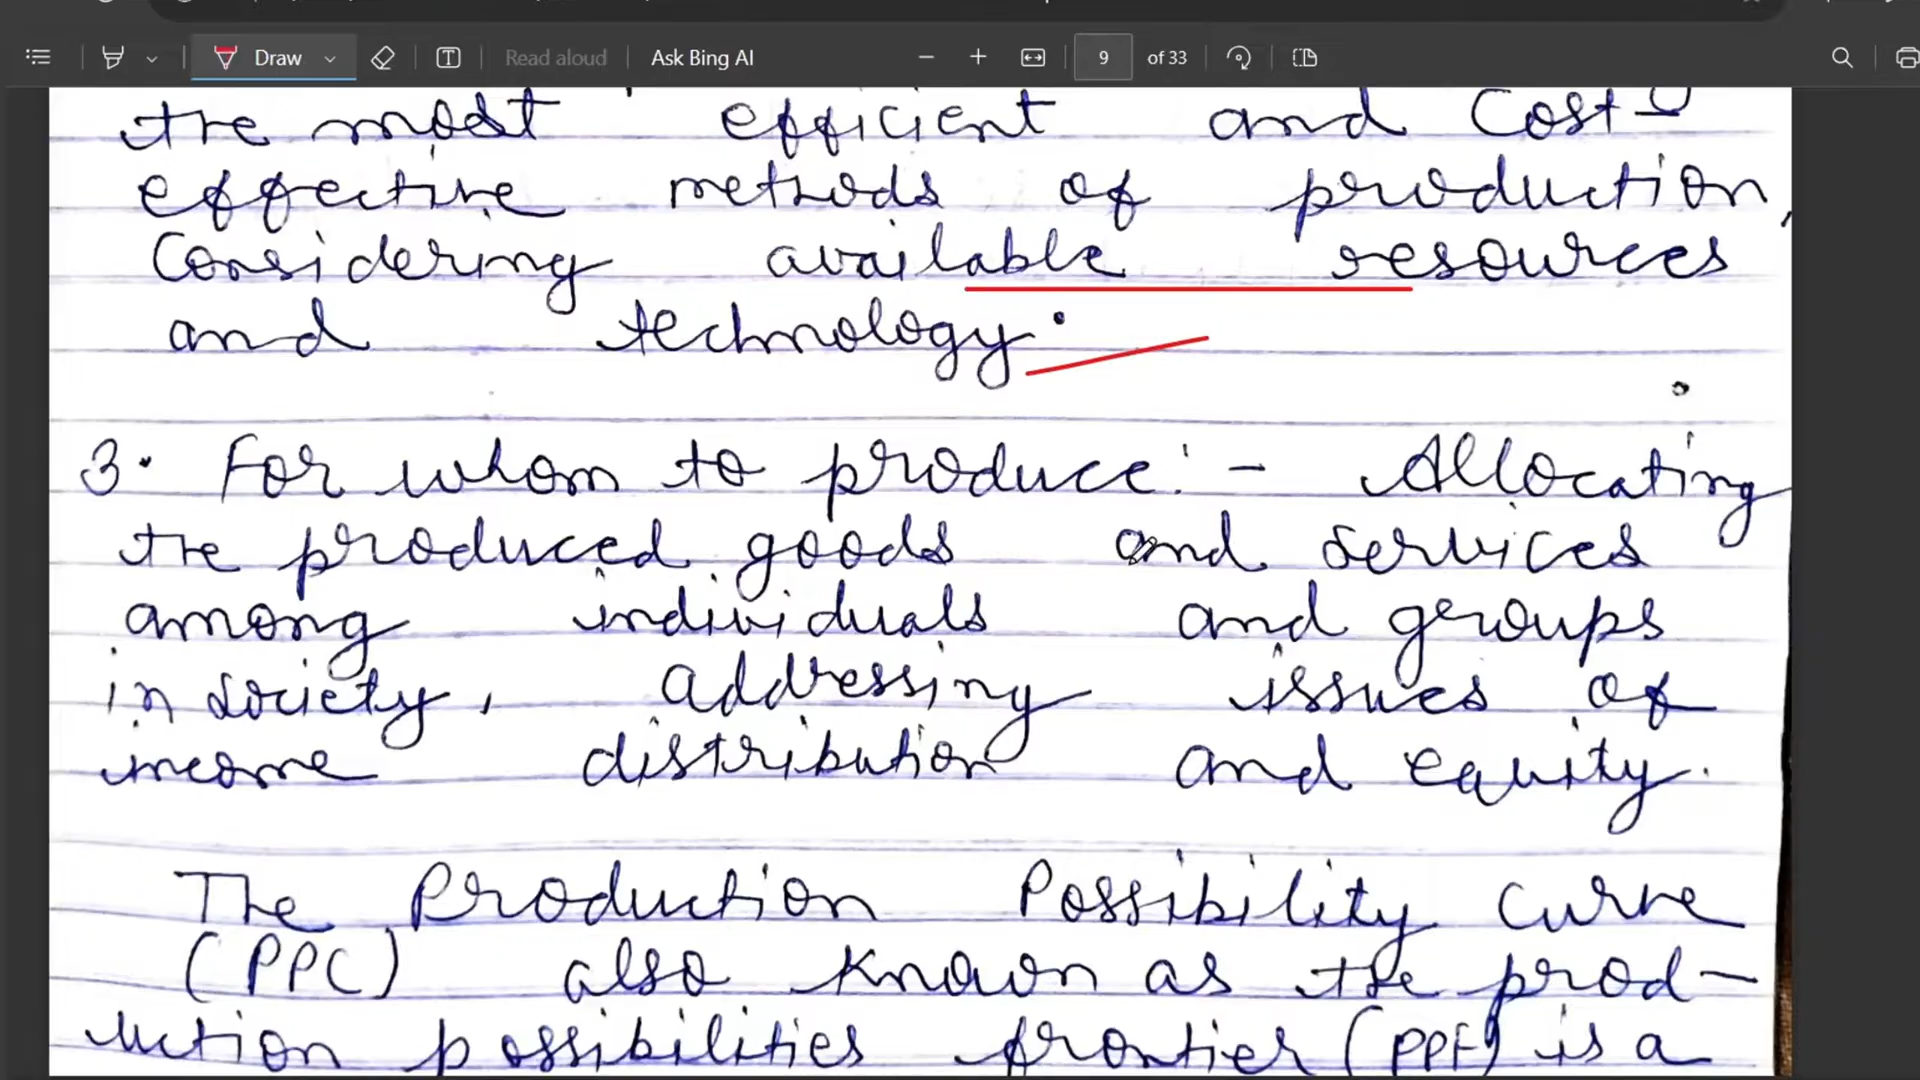 Draw
Read aloud
Ask Bing AI
9 of 33
the most efficient and Cost-
effective methods of production,
Considering available resources
and technology.
3. For whom to produce:- Allocating
the produced goods and services
among individuals and groups
in society, addressing issues of
income distribution and equity.
The Production Possibility Curve
(PPC) also known as the prod-
uction possibilities frontier (PPF) is a